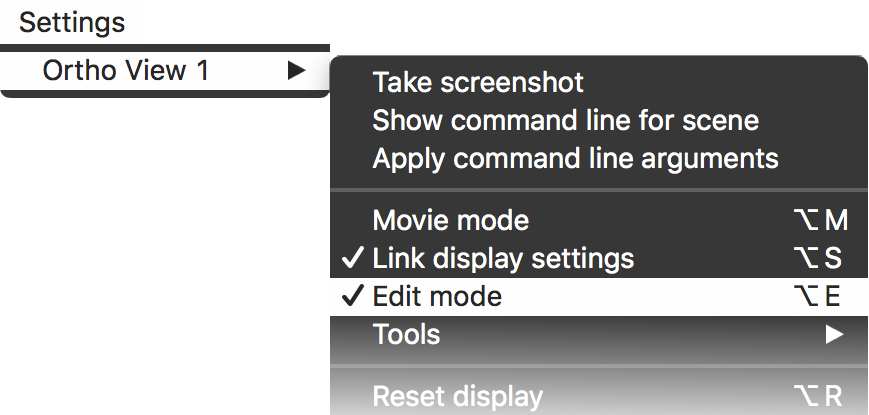 Settings
Ortho View 1 ▶
Take screenshot
Show command line for scene
Apply command line arguments
Movie mode ⌥ M
✓ Link display settings ⌥ S
✓ Edit mode ⌥ E
Tools ▶
Reset display ⌥ R